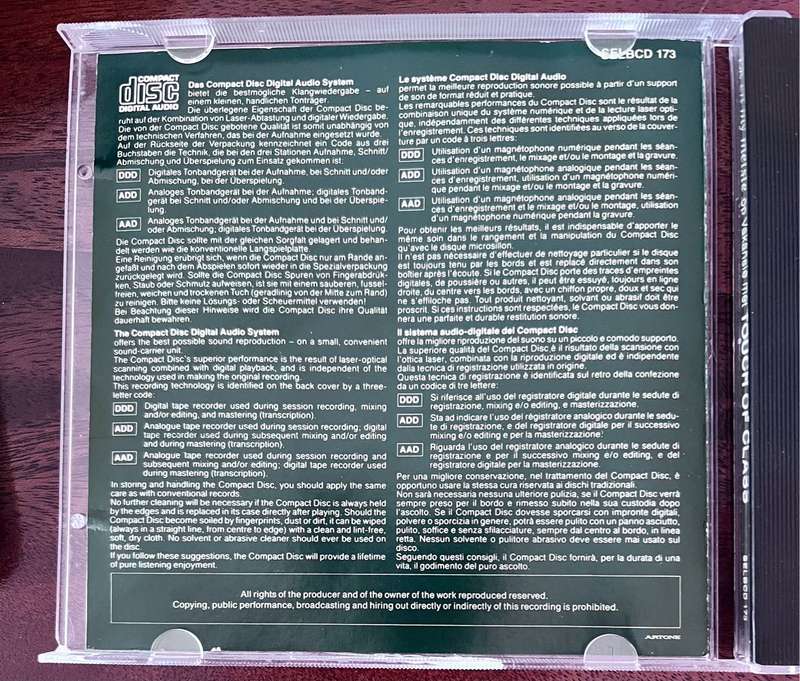 SELBCD 173
COMPACT
disc
DIGITAL AUDIO
Das Compact Disc Digital Audio System
bietet die bestmögliche Klangwiedergabe – auf
einem kleinen, handlichen Tonträger.
Die überlegene Eigenschaft der Compact Disc be-
ruht auf der Kombination von Laser-Abtastung und digitaler Wiedergabe.
Die von der Compact Disc gebotene Qualität ist somit unabhängig von
dem technischen Verfahren, das bei der Aufnahme eingesetzt wurde.
Auf der Rückseite der Verpackung kennzeichnet ein Code aus drei
Buchstaben die Technik, die bei den drei Stationen Aufnahme, Schnitt/
Abmischung und Überspielung zum Einsatz gekommen ist.
DDD Digitales Tonbandgerät bei der Aufnahme, bei Schnitt und/oder
Abmischung, bei der Überspielung.
ADD Analoges Tonbandgerät bei der Aufnahme; digitales Tonband-
gerät bei Schnitt und/oder Abmischung und bei der Überspie-
lung.
AAD Analoges Tonbandgerät bei der Aufnahme und bei Schnitt und/
oder Abmischung; digitales Tonbandgerät bei der Überspielung.
Die Compact Disc sollte mit der gleichen Sorgfalt gelagert und behan-
delt werden wie die konventionelle Langspielplatte.
Eine Reinigung erübrigt sich, wenn die Compact Disc nur am Rande an-
gefaßt und nach dem Abspielen sofort wieder in die Spezialverpackung
zurückgelegt wird. Sollte die Compact Disc Spuren von Fingerabdrük-
ken, Staub oder Schmutz aufweisen, ist sie mit einem sauberen, fussel-
freien, weichen und trockenen Tuch (geradlinig von der Mitte zum Rand)
zu reinigen. Bitte keine Lösungs- oder Scheuermittel verwenden!
Bei Beachtung dieser Hinweise wird die Compact Disc ihre Qualität
dauerhaft bewahren.
The Compact Disc Digital Audio System
offers the best possible sound reproduction – on a small, convenient
sound-carrier unit.
The Compact Disc's superior performance is the result of laser-optical
scanning combined with digital playback, and is independent of the
technology used in making the original recording.
This recording technology is identified on the back cover by a three-
letter code:
DDD Digital tape recorder used during session recording, mixing
and/or editing, and mastering (transcription).
ADD Analogue tape recorder used during session recording; digital
tape recorder used during subsequent mixing and/or editing
and during mastering (transcription).
AAD Analogue tape recorder used during session recording and
subsequent mixing and/or editing; digital tape recorder used
during mastering (transcription).
In storing and handling the Compact Disc, you should apply the same
care as with conventional records.
No further cleaning will be necessary if the Compact Disc is always held
by the edges and is replaced in its case directly after playing. Should the
Compact Disc become soiled by fingerprints, dust or dirt, it can be wiped
(always in a straight line, from centre to edge) with a clean and lint-free,
soft, dry cloth. No solvent or abrasive cleaner should ever be used on
the disc.
If you follow these suggestions, the Compact Disc will provide a lifetime
of pure listening enjoyment.
Le système Compact Disc Digital Audio
permet la meilleure reproduction sonore possible à partir d'un support
de son de format réduit et pratique.
Les remarquables performances du Compact Disc sont le résultat de la
combinaison unique du système numérique et de la lecture laser opti-
que, indépendamment des différentes techniques appliquées lors de
l'enregistrement. Ces techniques sont identifiées au verso de la couver-
ture par un code à trois lettres:
DDD Utilisation d'un magnétophone numérique pendant les séan-
ces d'enregistrement, le mixage et/ou le montage et la gravure.
ADD Utilisation d'un magnétophone analogique pendant les séan-
ces d'enregistrement, utilisation d'un magnétophone numéri-
que pendant le mixage et/ou le montage et la gravure.
AAD Utilisation d'un magnétophone analogique pendant les séan-
ces d'enregistrement et le mixage et/ou le montage, utilisation
d'un magnétophone numérique pendant la gravure.
Pour obtenir les meilleurs résultats, il est indispensable d'apporter le
même soin dans le rangement et la manipulation du Compact Disc
qu'avec le disque microsillon.
Il n'est pas nécessaire d'effectuer de nettoyage particulier si le disque
est toujours tenu par les bords et est replacé directement dans son
boîtier après l'écoute. Si le Compact Disc porte des traces d'empreintes
digitales, de poussière ou autres, il peut être essuyé, toujours en ligne
droite, du centre vers les bords, avec un chiffon propre, doux et sec qui
ne s'effiloche pas. Tout produit nettoyant, solvant ou abrasif doit être
proscrit. Si ces instructions sont respectées, le Compact Disc vous don-
nera une parfaite et durable restitution sonore.
Il sistema audio-digitale del Compact Disc
offre la migliore riproduzione del suono su un piccolo e comodo supporto.
La superiore qualità del Compact Disc è il risultato della scansione con
l'ottica laser, combinata con la riproduzione digitale ed è indipendente
dalla tecnica di registrazione utilizzata in origine.
Questa tecnica di registrazione è identificata sul retro della confezione
da un codice di tre lettere:
DDD Si riferisce all'uso del registratore digitale durante le sedute di
registrazione, mixing e/o editing, e masterizzazione.
ADD Sta ad indicare l'uso del registratore analogico durante le sedu-
te di registrazione, e del registratore digitale per il successivo
mixing e/o editing e per la masterizzazione.
AAD Riguarda l'uso del registratore analogico durante le sedute di
registrazione e per il successivo mixing e/o editing, e del
registratore digitale per la masterizzazione.
Per una migliore conservazione, nel trattamento del Compact Disc, è
opportuno usare la stessa cura riservata ai dischi tradizionali.
Non sarà necessaria nessuna ulteriore pulizia, se il Compact Disc verrà
sempre preso per il bordo e rimesso subito nella sua custodia dopo
l'ascolto. Se il Compact Disc dovesse sporcarsi con impronte digitali,
polvere o sporcizia in genere, potrà essere pulito con un panno asciutto,
pulito, soffice e senza sfilacciature, sempre dal centro al bordo, in linea
retta. Nessun solvente o pulitore abrasivo deve essere mai usato sul
disco.
Seguendo questi consigli, il Compact Disc fornirà, per la durata di una
vita, il godimento del puro ascolto.
All rights of the producer and of the owner of the work reproduced reserved.
Copying, public performance, broadcasting and hiring out directly or indirectly of this recording is prohibited.
ARTONE
TOUCH OF CLASS
SELBCD 173